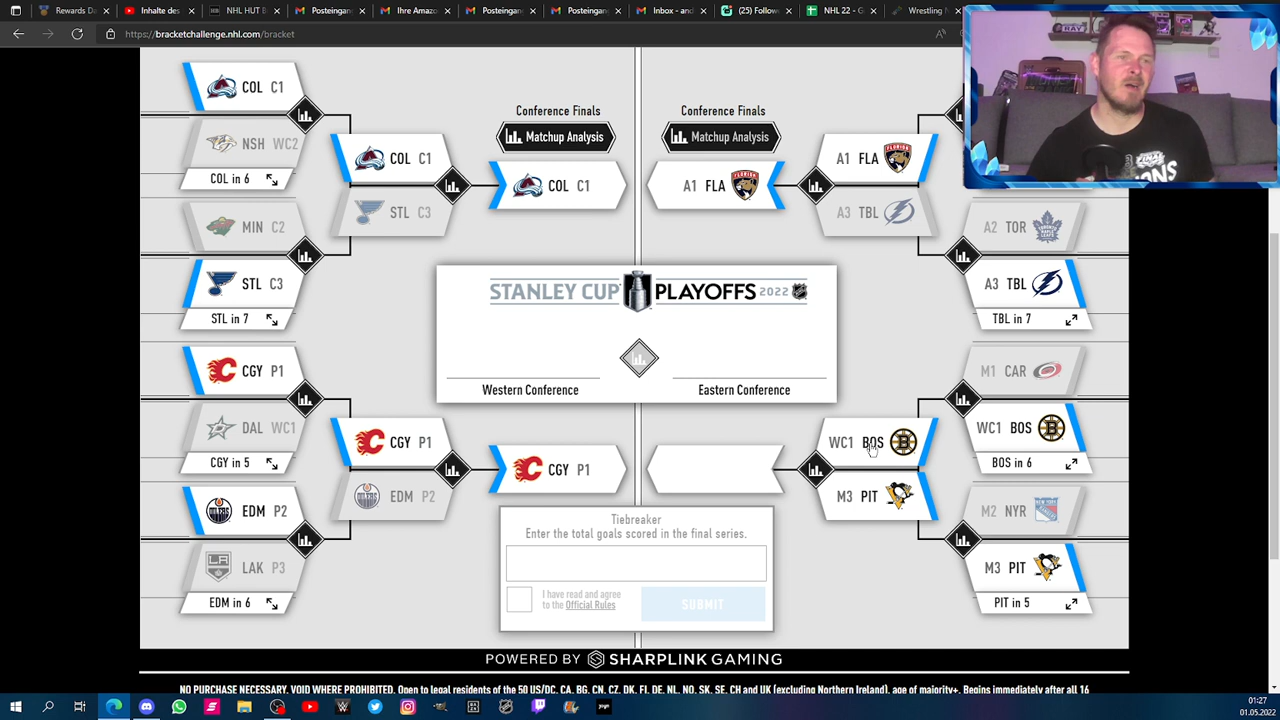 Rewards Da
Inhalte des
NHL HUT B
Posteingan
Ihre Amazo
Posteingan
Posteingan
Inbox - and
(25) Follow
NHL 22 - G
Wrestling N
https://bracketchallenge.nhl.com/bracket
COL C1
NSH WC2
COL in 6
MIN C2
STL C3
STL in 7
CGY P1
DAL WC1
CGY in 5
EDM P2
LAK P3
EDM in 6
COL C1
STL C3
CGY P1
EDM P2
Conference Finals
Matchup Analysis
COL C1
CGY P1
STANLEY CUP PLAYOFFS 2022
Western Conference
Eastern Conference
Tiebreaker
Enter the total goals scored in the final series.
I have read and agree
to the Official Rules
SUBMIT
Conference Finals
Matchup Analysis
A1 FLA
A1 FLA
A3 TBL
WC1 BOS
M3 PIT
A2 TOR
A3 TBL
TBL in 7
M1 CAR
WC1 BOS
BOS in 6
M2 NYR
M3 PIT
PIT in 5
POWERED BY SHARPLINK GAMING
NO PURCHASE NECESSARY. VOID WHERE PROHIBITED. Open to legal residents of the 50 US/DC, CA, BG, CN, CZ, DK, FI, DE, NL, NO, SK, SE, CH and UK (excluding Northern Ireland), age of majority+. Begins immediately after all 16
01:27
01.05.2022